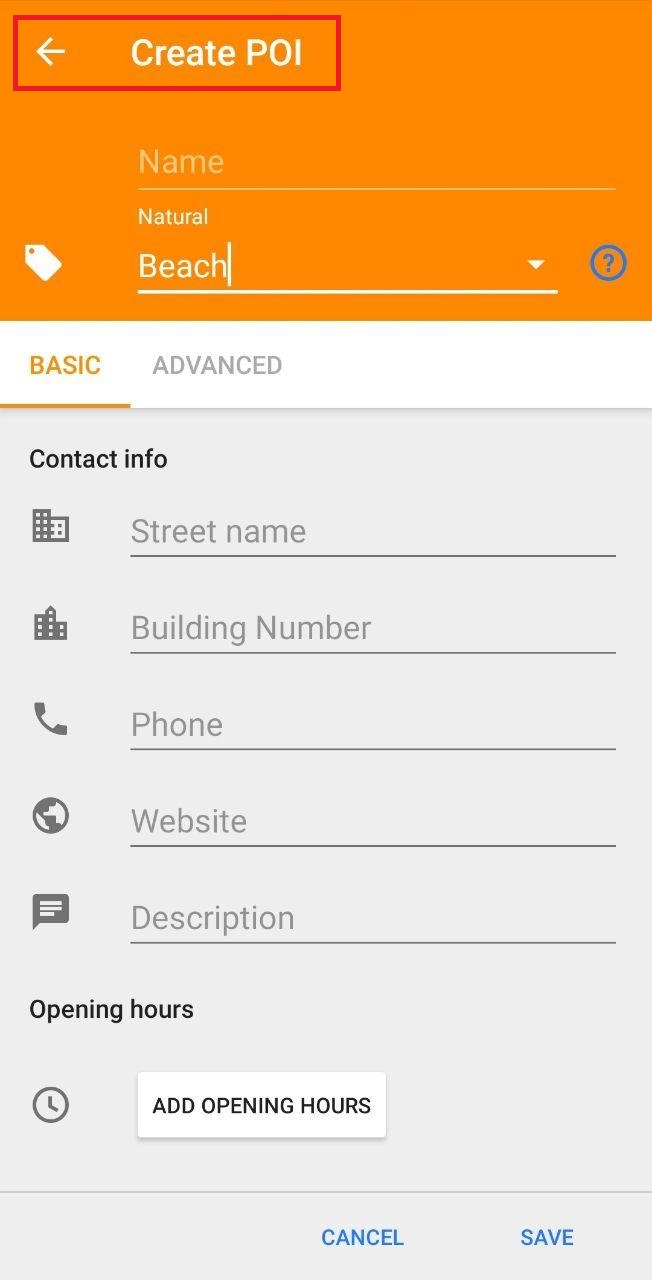 Create POI
Name
Natural
Beach
?
BASIC ADVANCED
Contact info
Street name
Building Number
Phone
Website
Description
Opening hours
ADD OPENING HOURS
CANCEL SAVE